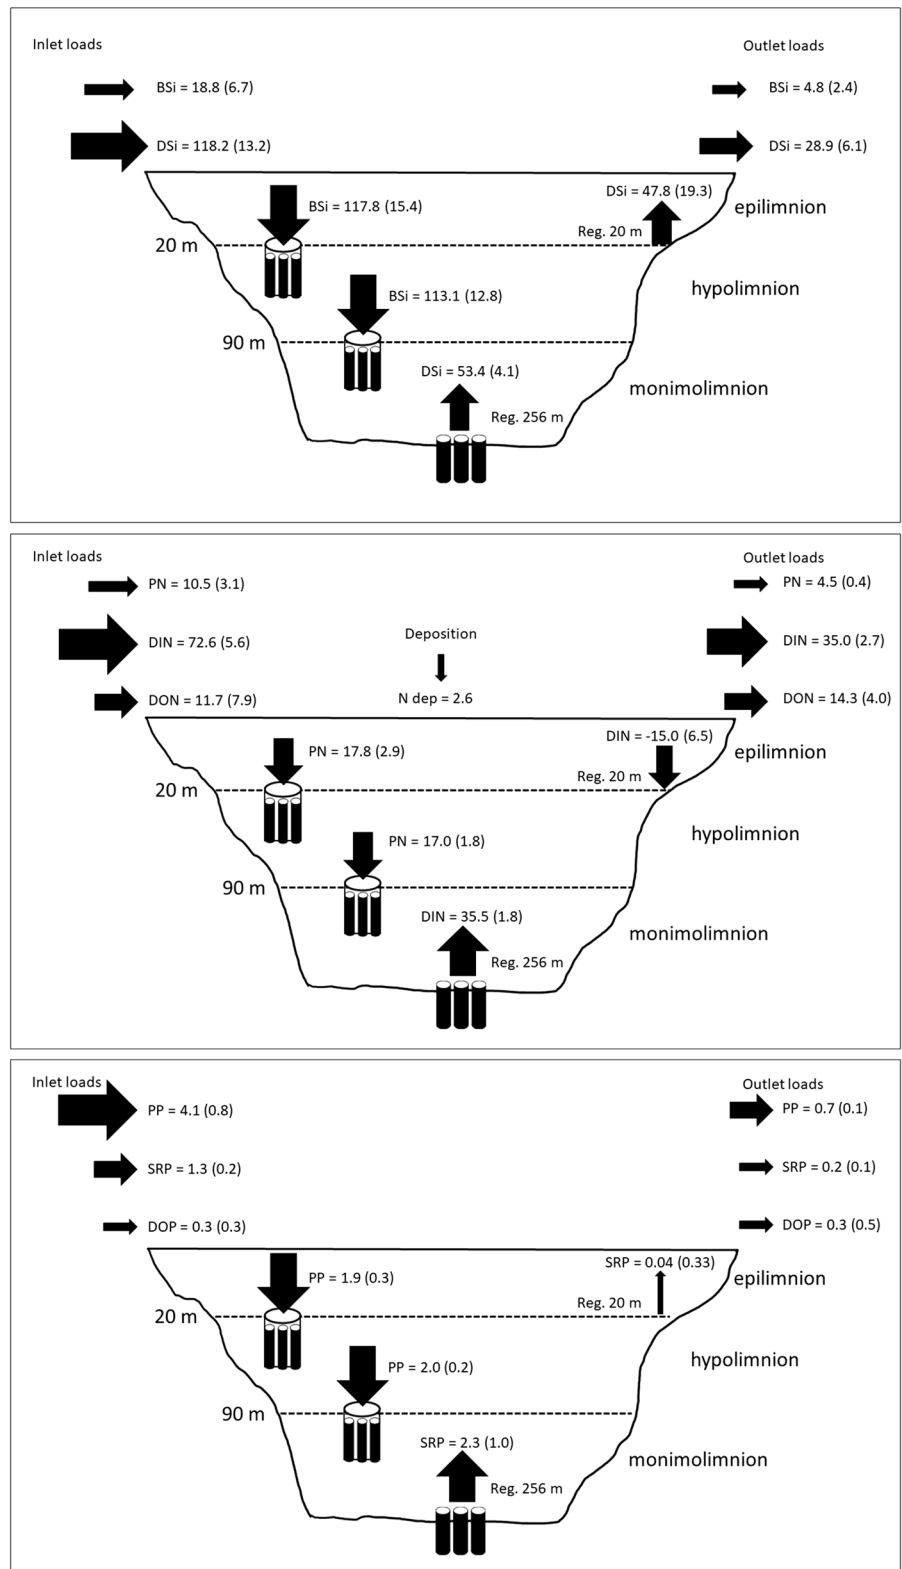 Inlet loads
Outlet loads
BSi = 18.8 (6.7)
BSi = 4.8 (2.4)
DSi = 118.2 (13.2)
DSi = 28.9 (6.1)
DSi = 47.8 (19.3)
BSi = 117.8 (15.4)
epilimnion
Reg. 20 m
20 m
hypolimnion
BSi = 113.1 (12.8)
90 m
DSi = 53.4 (4.1)
monimolimnion
Reg. 256 m
Inlet loads
Outlet loads
PN = 10.5 (3.1)
PN = 4.5 (0.4)
Deposition
DIN = 72.6 (5.6)
DIN = 35.0 (2.7)
DON = 11.7 (7.9)
N dep = 2.6
DON = 14.3 (4.0)
DIN = -15.0 (6.5)
PN = 17.8 (2.9)
epilimnion
Reg. 20 m
20 m
hypolimnion
PN = 17.0 (1.8)
90 m
DIN = 35.5 (1.8)
monimolimnion
Reg. 256 m
Inlet loads
Outlet loads
PP = 4.1 (0.8)
PP = 0.7 (0.1)
SRP = 1.3 (0.2)
SRP = 0.2 (0.1)
DOP = 0.3 (0.3)
DOP = 0.3 (0.5)
SRP = 0.04 (0.33)
PP = 1.9 (0.3)
epilimnion
Reg. 20 m
20 m
hypolimnion
PP = 2.0 (0.2)
90 m
SRP = 2.3 (1.0)
monimolimnion
Reg. 256 m